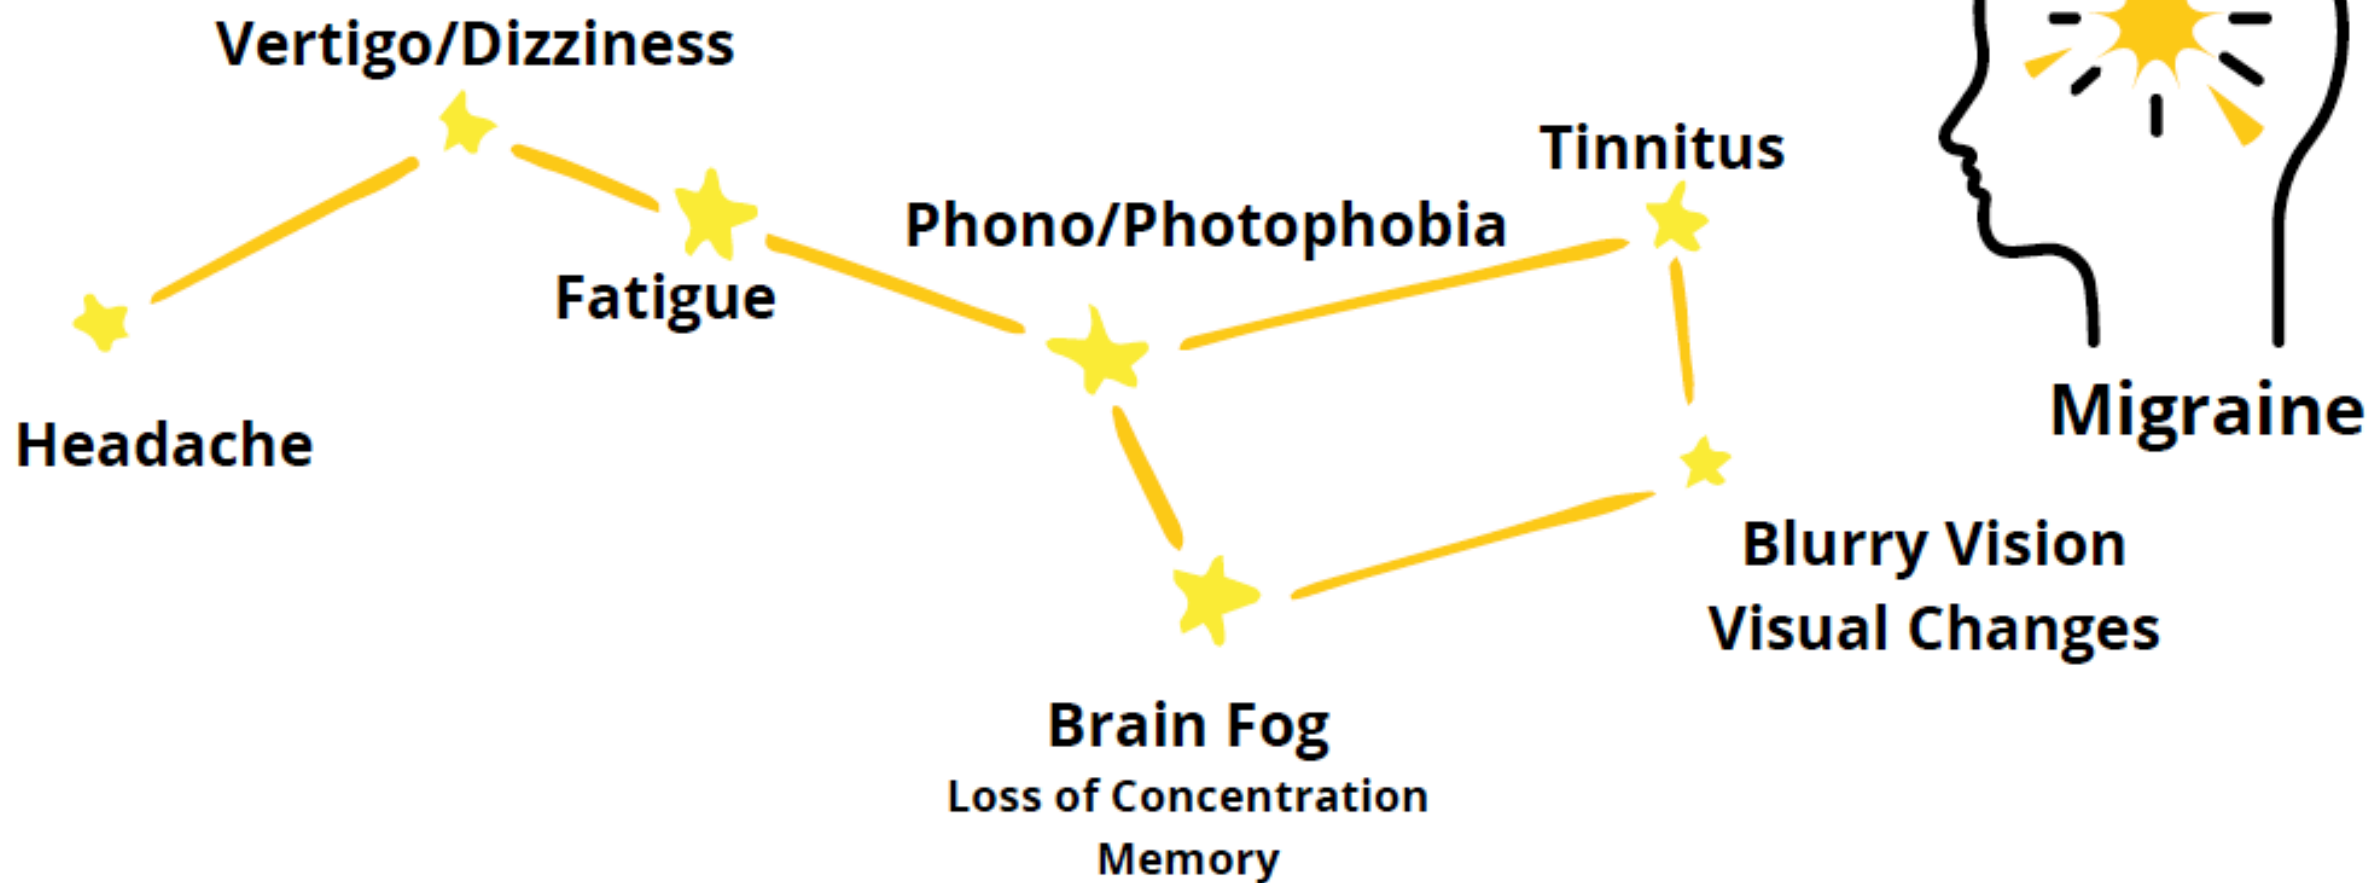 Vertigo/Dizziness
Tinnitus
Phono/Photophobia
Fatigue
Headache
Migraine
Blurry Vision
Visual Changes
Brain Fog
Loss of Concentration
Memory